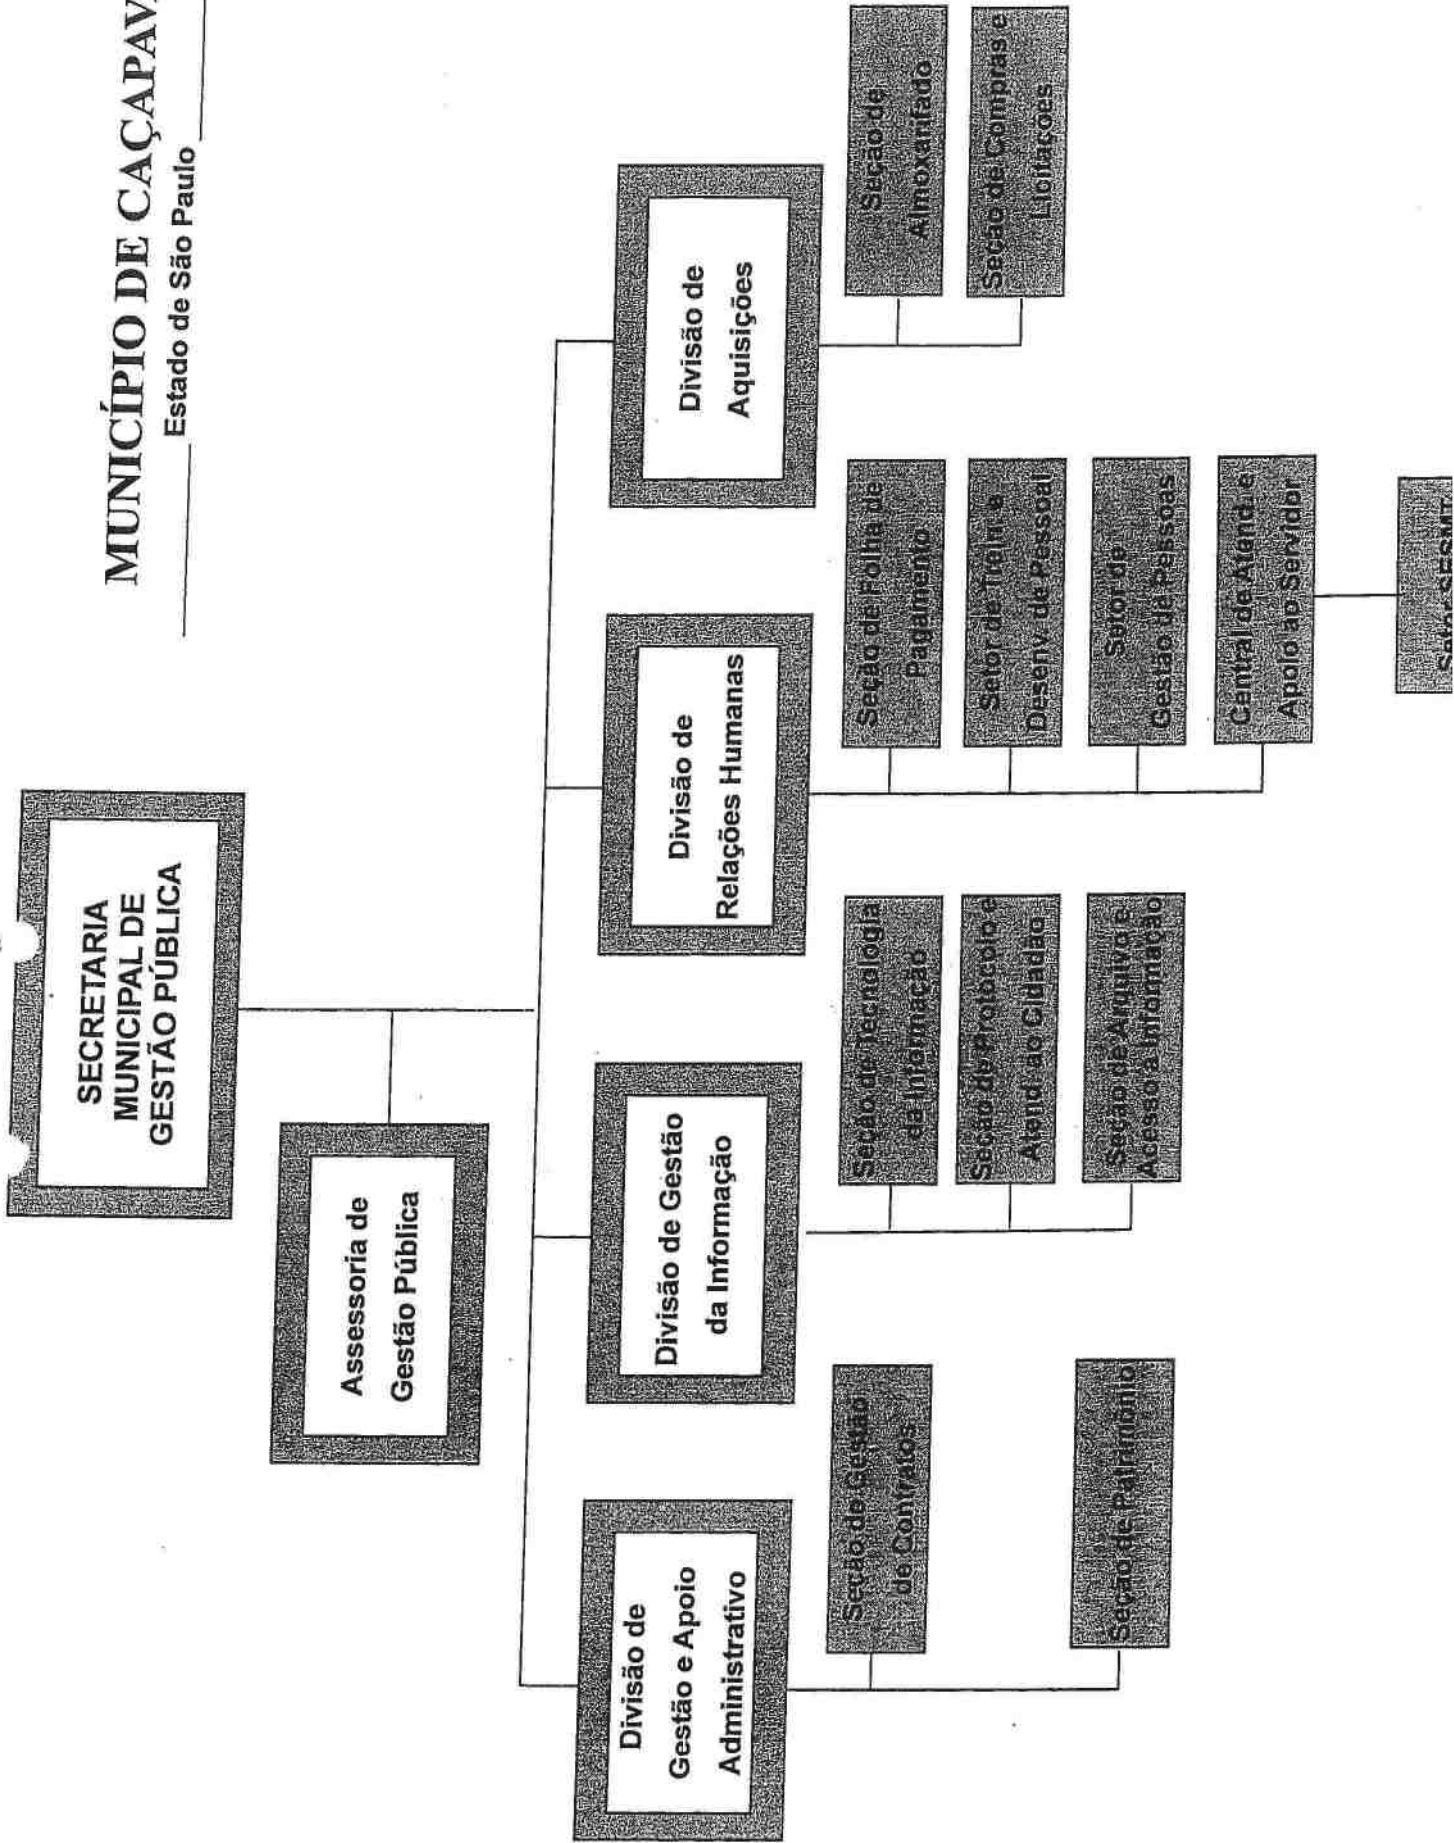 MUNICÍPIO DE CAÇAPAVA
Estado de São Paulo
SECRETARIA
MUNICIPAL DE
GESTÃO PÚBLICA
Assessoria de
Gestão Pública
Divisão de
Gestão e Apoio
Administrativo
Seção de Gestão
de Contratos
Seção de Patrimônio
Divisão de Gestão
da Informação
Seção de Tecnologia
da Informação
Seção de Protocolo e
Atend ao Cidadão
Seção de Arquivo e
Acesso a Informação
Divisão de
Relações Humanas
Seção de Folha de
Pagamento
Setor de Trein. e
Desenv. de Pessoal
Setor de
Gestão de Pessoas
Central de Atend. e
Apoio ao Servidor
Divisão de
Aquisições
Seção de
Almoxarifado
Seção de Compras e
Licitações